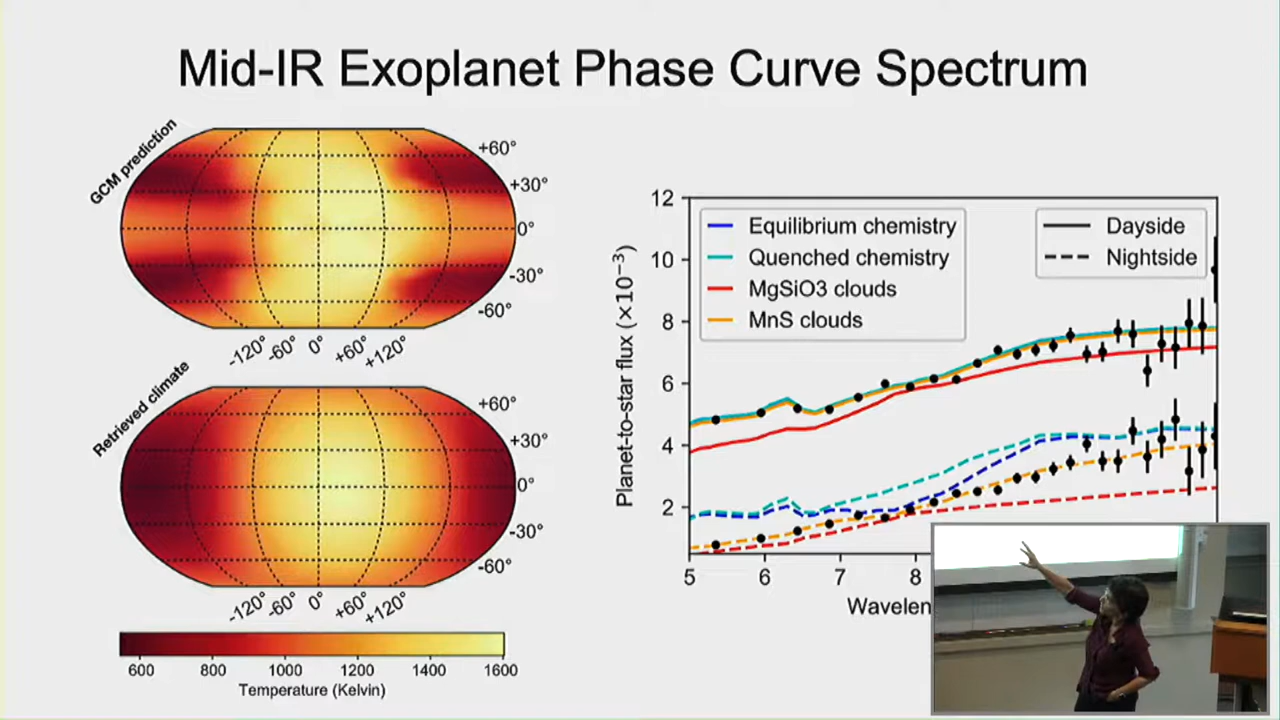 Mid-IR Exoplanet Phase Curve Spectrum
GCM prediction
+60°
+30°
0°
-30°
-60°
-120° -60° 0° +60° +120°
Retrieved climate
+60°
+30°
0°
-30°
-60°
-120° -60° 0° +60° +120°
600 800 1000 1200 1400 1600
Temperature (Kelvin)
Planet-to-star flux (×10⁻³)
12
10
8
6
4
2
Equilibrium chemistry
Quenched chemistry
MgSiO3 clouds
MnS clouds
Dayside
Nightside
5 6 7 8